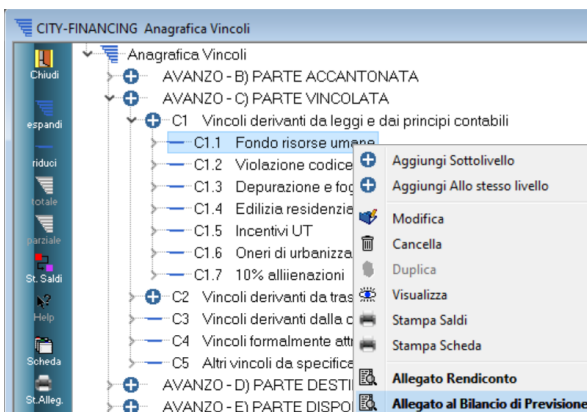 CITY-FINANCING Anagrafica Vincoli
Chiudi
espandi
riduci
totale
parziale
St. Saldi
Help
Scheda
St.Alleg.
Anagrafica Vincoli
AVANZO - B) PARTE ACCANTONATA
AVANZO - C) PARTE VINCOLATA
C1 Vincoli derivanti da leggi e dai principi contabili
C1.1 Fondo risorse umane
C1.2 Violazione codice
C1.3 Depurazione e fog
C1.4 Edilizia residenzia
C1.5 Incentivi UT
C1.6 Oneri di urbanizza
C1.7 10% alliienazioni
C2 Vincoli derivanti da tras
C3 Vincoli derivanti dalla c
C4 Vincoli formalmente attr
C5 Altri vincoli da specifica
AVANZO - D) PARTE DESTI
AVANZO - E) PARTE DISPO
Aggiungi Sottolivello
Aggiungi Allo stesso livello
Modifica
Cancella
Duplica
Visualizza
Stampa Saldi
Stampa Scheda
Allegato Rendiconto
Allegato al Bilancio di Previsione